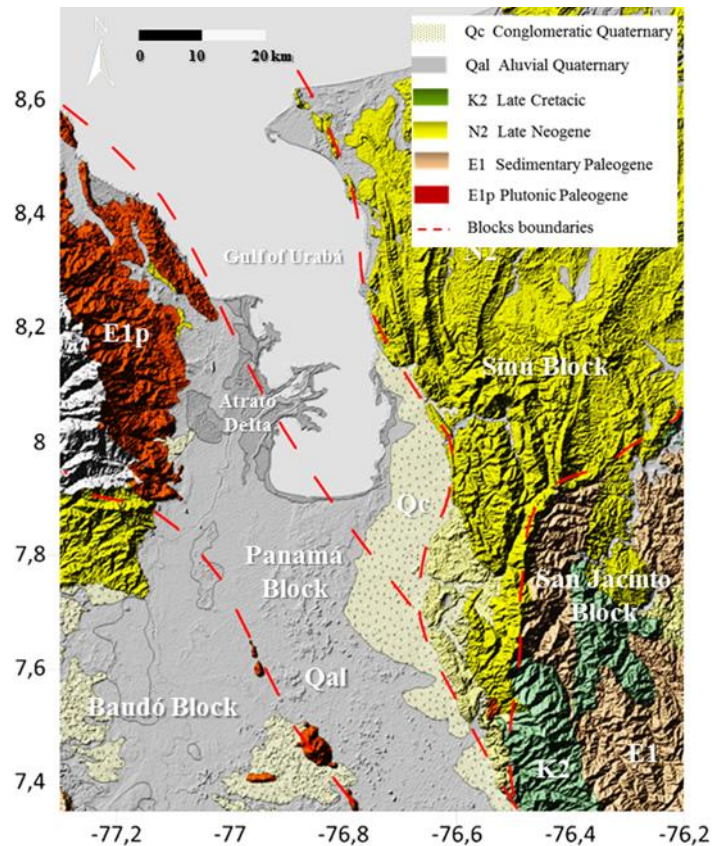 N
0 10 20 km
Qc Conglomeratic Quaternary
Qal Aluvial Quaternary
K2 Late Cretacic
N2 Late Neogene
E1 Sedimentary Paleogene
E1p Plutonic Paleogene
Blocks boundaries
8,6
8,4
8,2
8
7,8
7,6
7,4
Gulf of Urabá
N2
E1p
Sinú Block
Atrato
Delta
Qc
Panamá
Block
San Jacinto
Block
Qal
Baudó Block
K2
E1
-77,2 -77 -76,8 -76,6 -76,4 -76,2